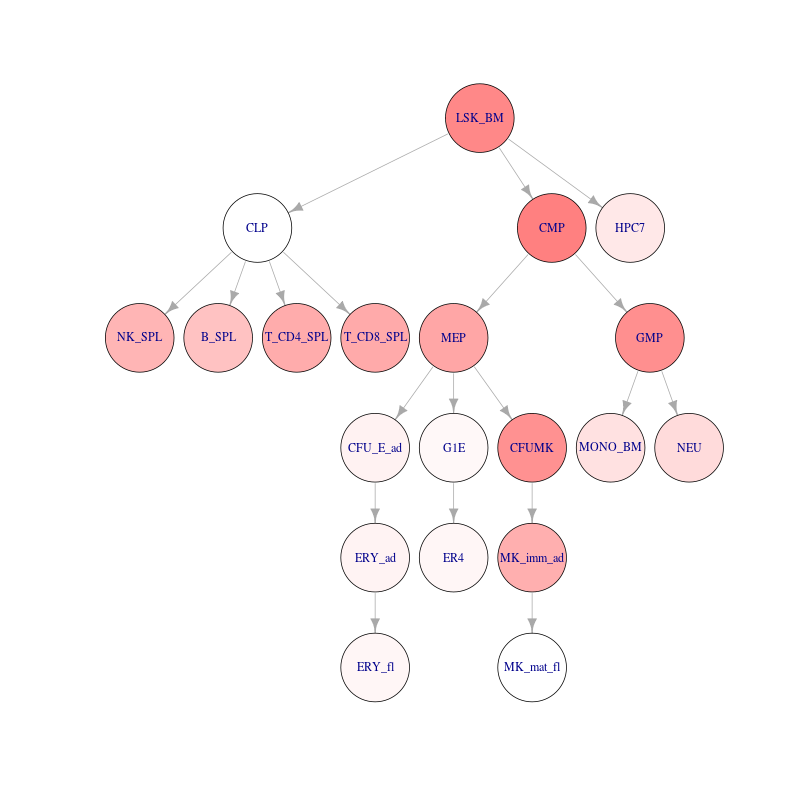 LSK_BM
CLP
CMP
HPC7
NK_SPL
B_SPL
T_CD4_SPL
T_CD8_SPL
MEP
GMP
CFU_E_ad
G1E
CFUMK
MONO_BM
NEU
ERY_ad
ER4
MK_imm_ad
ERY_fl
MK_mat_fl